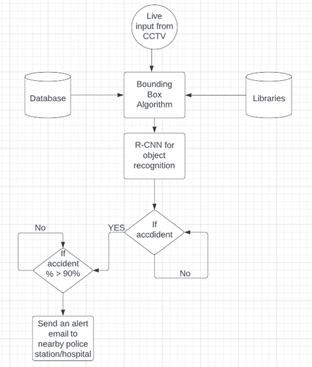 Live
input from
CCTV
Database
Bounding
Box
Algorithm
Libraries
R-CNN for
object
recognition
If
accdident
YES
No
No
If
accident
% > 90%
Send an alert
email to
nearby police
station/hospital